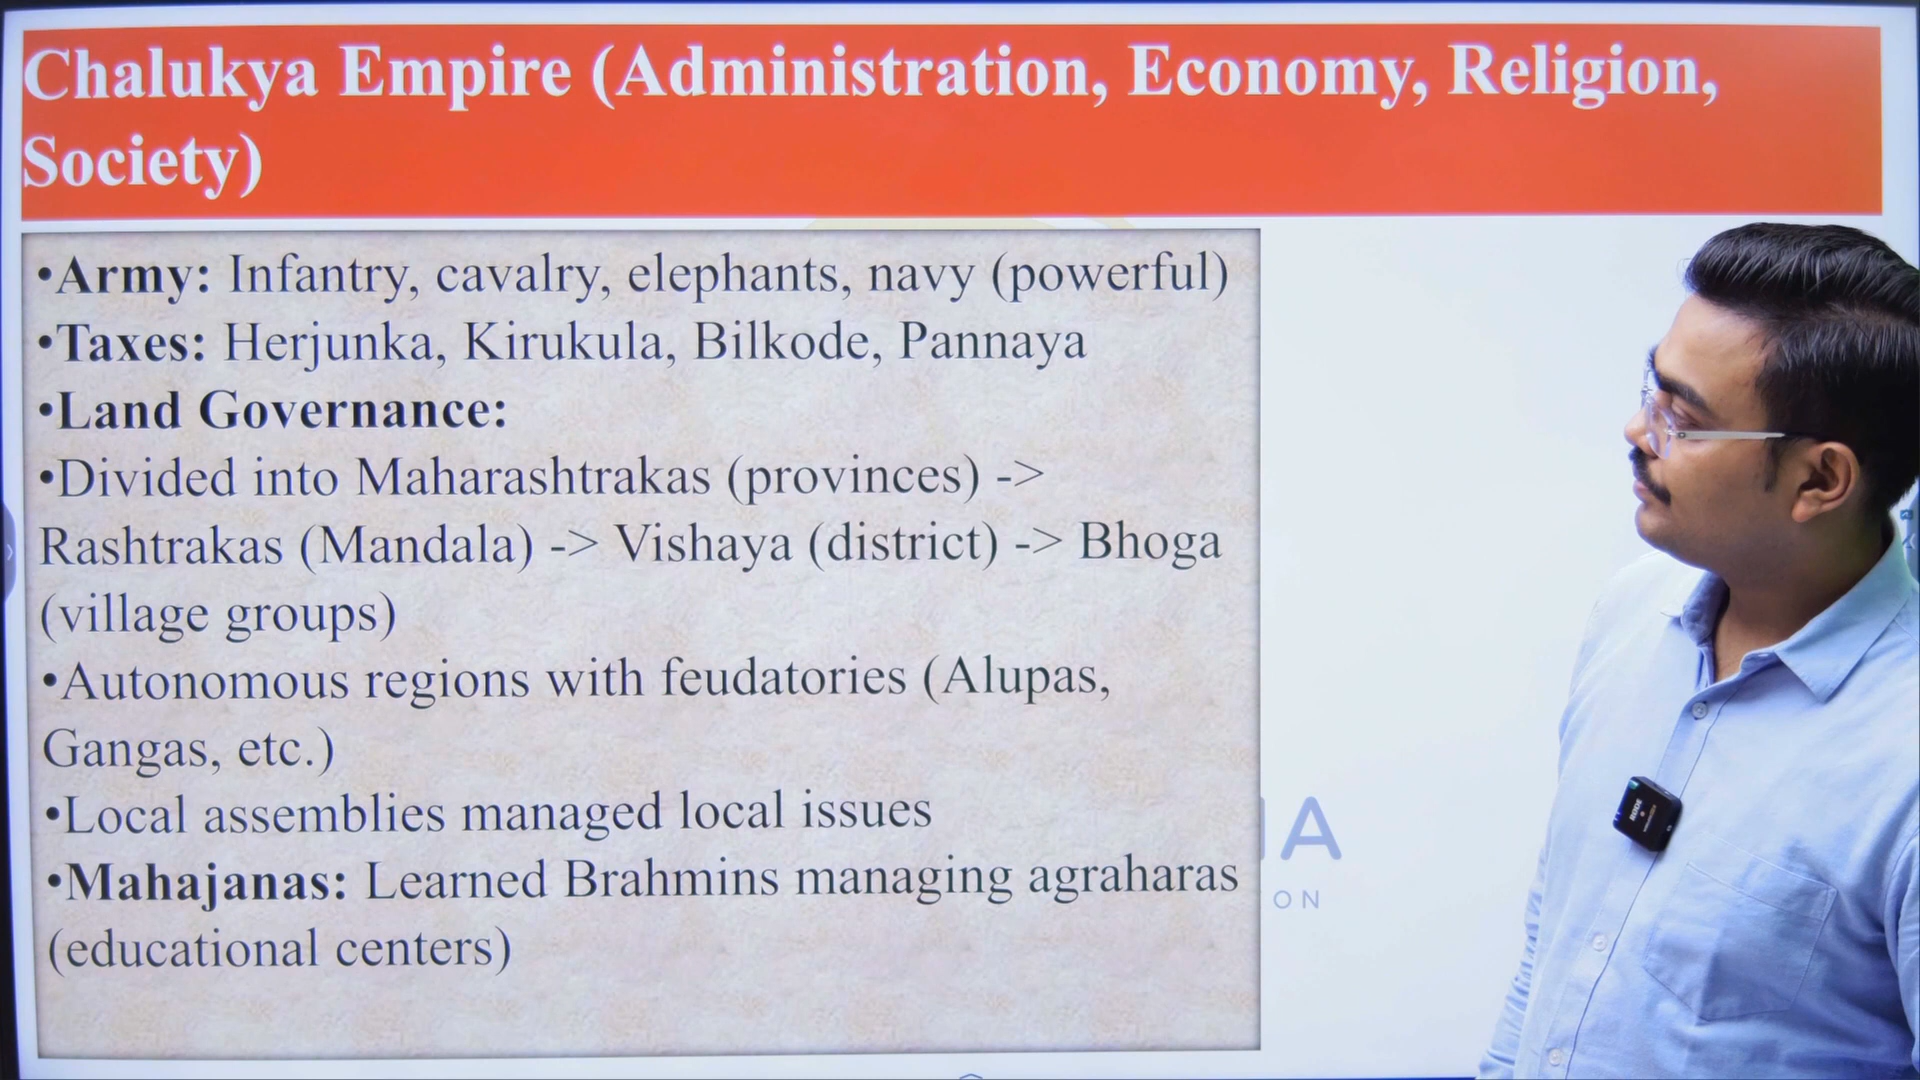 Chalukya Empire (Administration, Economy, Religion,
Society)
•Army: Infantry, cavalry, elephants, navy (powerful)
•Taxes: Herjunka, Kirukula, Bilkode, Pannaya
•Land Governance:
•Divided into Maharashtrakas (provinces) ->
Rashtrakas (Mandala) -> Vishaya (district) -> Bhoga
(village groups)
•Autonomous regions with feudatories (Alupas,
Gangas, etc.)
•Local assemblies managed local issues
•Mahajanas: Learned Brahmins managing agraharas
(educational centers)
RODE